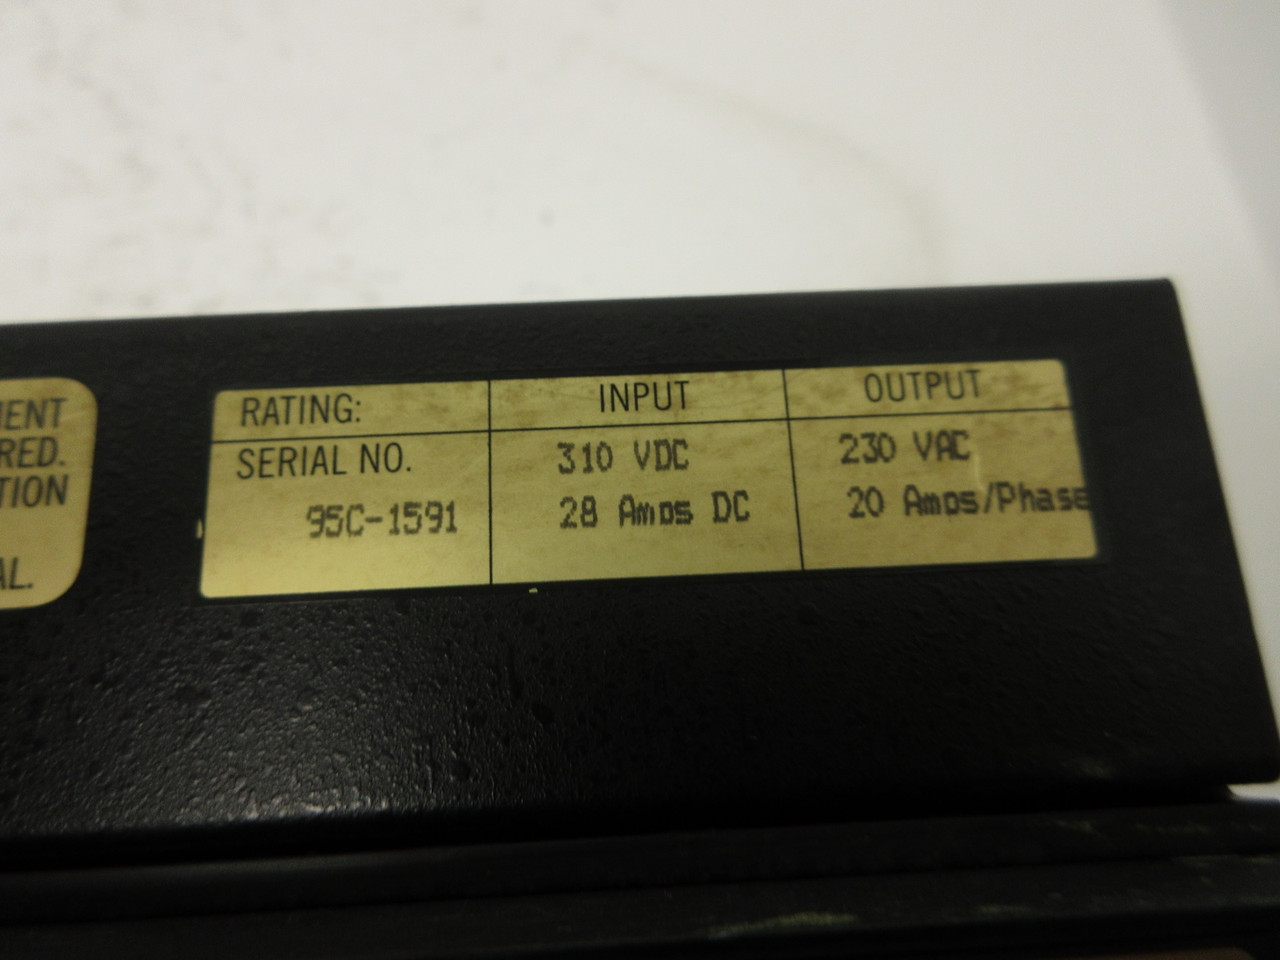 RED.
TION
AL.
RATING: INPUT OUTPUT
SERIAL NO. 310 VDC 230 VAC
95C-1591 28 Amps DC 20 Amps/Phase